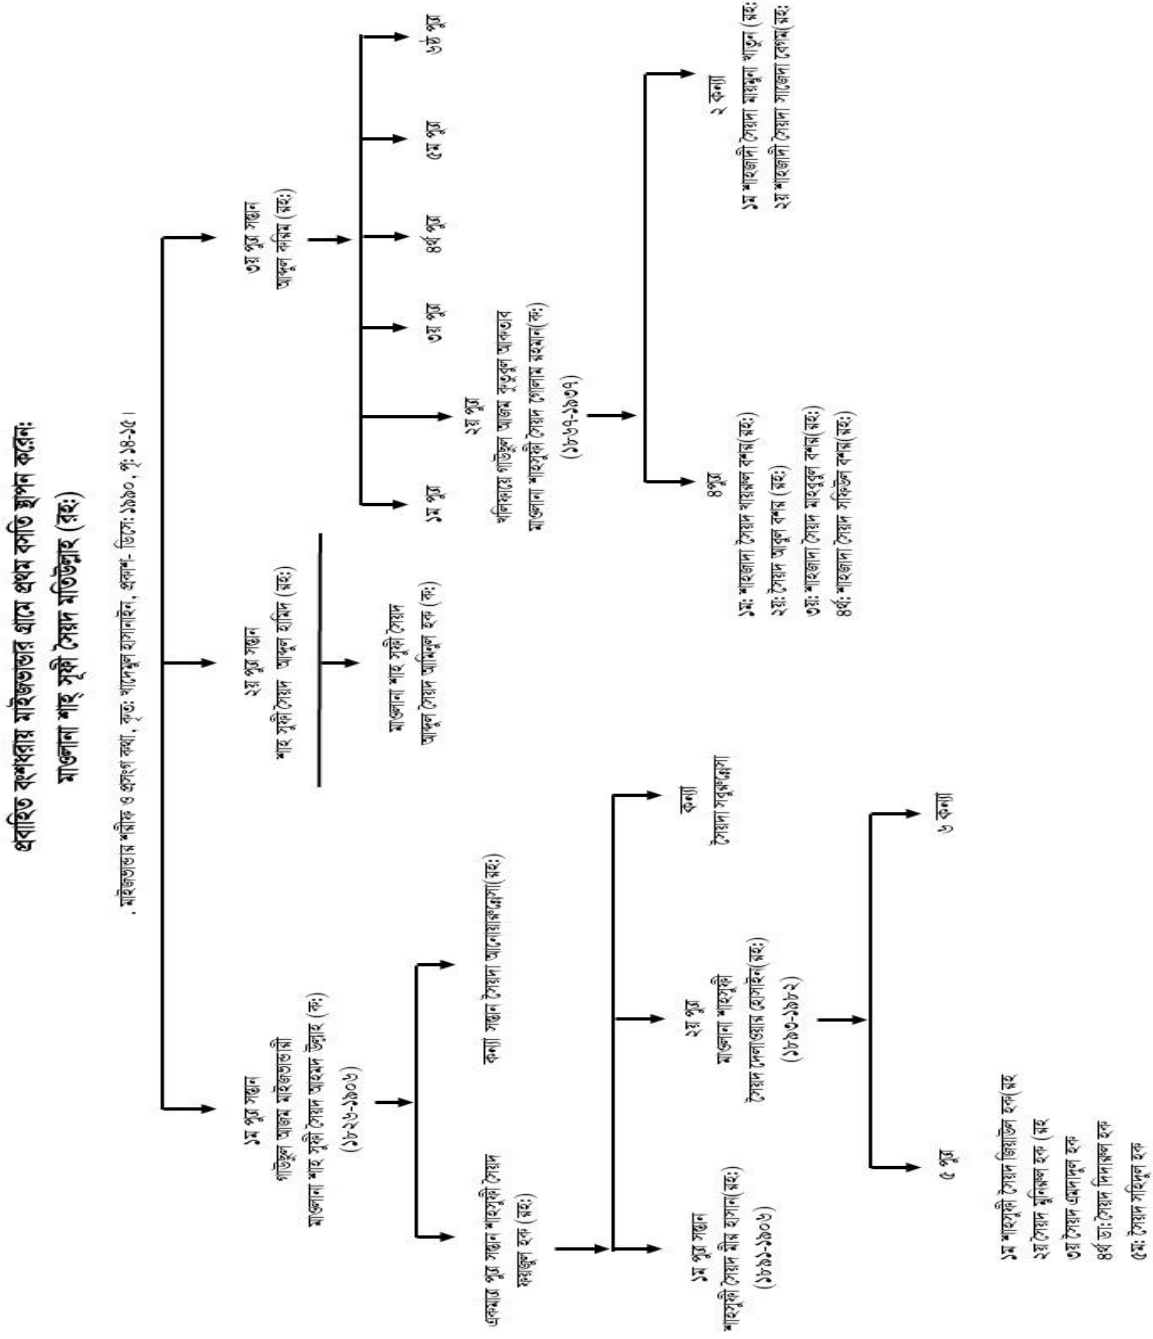 প্রবাহিত বংশধরায় মাইজভান্ডার গ্রামে প্রথম বসতি স্থাপন করেন:
মাওলানা শাহ্ সূফী সৈয়দ মতিউল্লাহ (রহ:)
. মাইজভান্ডার শরীফ ও প্রসংগ কথা, কৃত: খাদেমুল হাসানাইন, প্রকাশ- ডিসে: ১৯৯০, পৃ: ১৪-১৫।
১ম পুত্র সন্তান
গাউছুল আজম মাইজভান্ডারী
মাওলানা শাহ সূফী সৈয়দ আহমদ উল্লাহ (ক:)
(১৮২৬-১৯০৬)
২য় পুত্র সন্তান
শাহ সূফী সৈয়দ আব্দুল হামিদ (রহ:)
৩য় পুত্র সন্তান
আব্দুল করিম (রহ:)
একমাত্র পুত্র সন্তান শাহসূফী সৈয়দ
ফয়জুল হক (রহ:)
কন্যা সন্তান সৈয়দা আনোয়ারুন্নেসা(রহ:)
মাওলানা শাহ সূফী সৈয়দ
আব্দুল সৈয়দ আমিনুল হক (ক:)
১ম পুত্র
২য় পুত্র
খলিফায়ে গাউছুল আজম কুতুবুল আকতাব
মাওলানা শাহসূফী সৈয়দ গোলাম রহমান(ক:)
(১৮৬৭-১৯৩৭)
৩য় পুত্র
৪র্থ পুত্র
৫ম পুত্র
৬ষ্ঠ পুত্র
১ম পুত্র সন্তান
শাহসূফী সৈয়দ মীর হাসান(রহ:)
(১৮৯১-১৯০৬)
২য় পুত্র
মাওলানা শাহসূফী
সৈয়দ দেলাওয়ার হোসাইন(রহ:)
(১৮৯৩-১৯৮২)
কন্যা
সৈয়দা সবুরুন্নেসা
৪পুত্র
১ম: শাহজাদা সৈয়দ খায়রুল বশর(রহ:)
২য়: সৈয়দ আবুল বশর (রহ:)
৩য়: শাহজাদা সৈয়দ মাহবুবুল বশর(রহ:)
৪র্থ: শাহজাদা সৈয়দ সফিউল বশর(রহ:)
২ কন্যা
১ম শাহজাদী সৈয়দা মায়মুনা খাতুন (রহ:
২য় শাহজাদী সৈয়দা সাজেদা বেগম(রহ:
৫ পুত্র
১ম শাহসূফী সৈয়দ জিয়াউল হক(রহ
২য় সৈয়দ মুনিরুল হক (রহ
৩য় সৈয়দ এমদাদুল হক
৪র্থ ডা: সৈয়দ দিদারুল হক
৫ম: সৈয়দ সহিদুল হক
৬ কন্যা